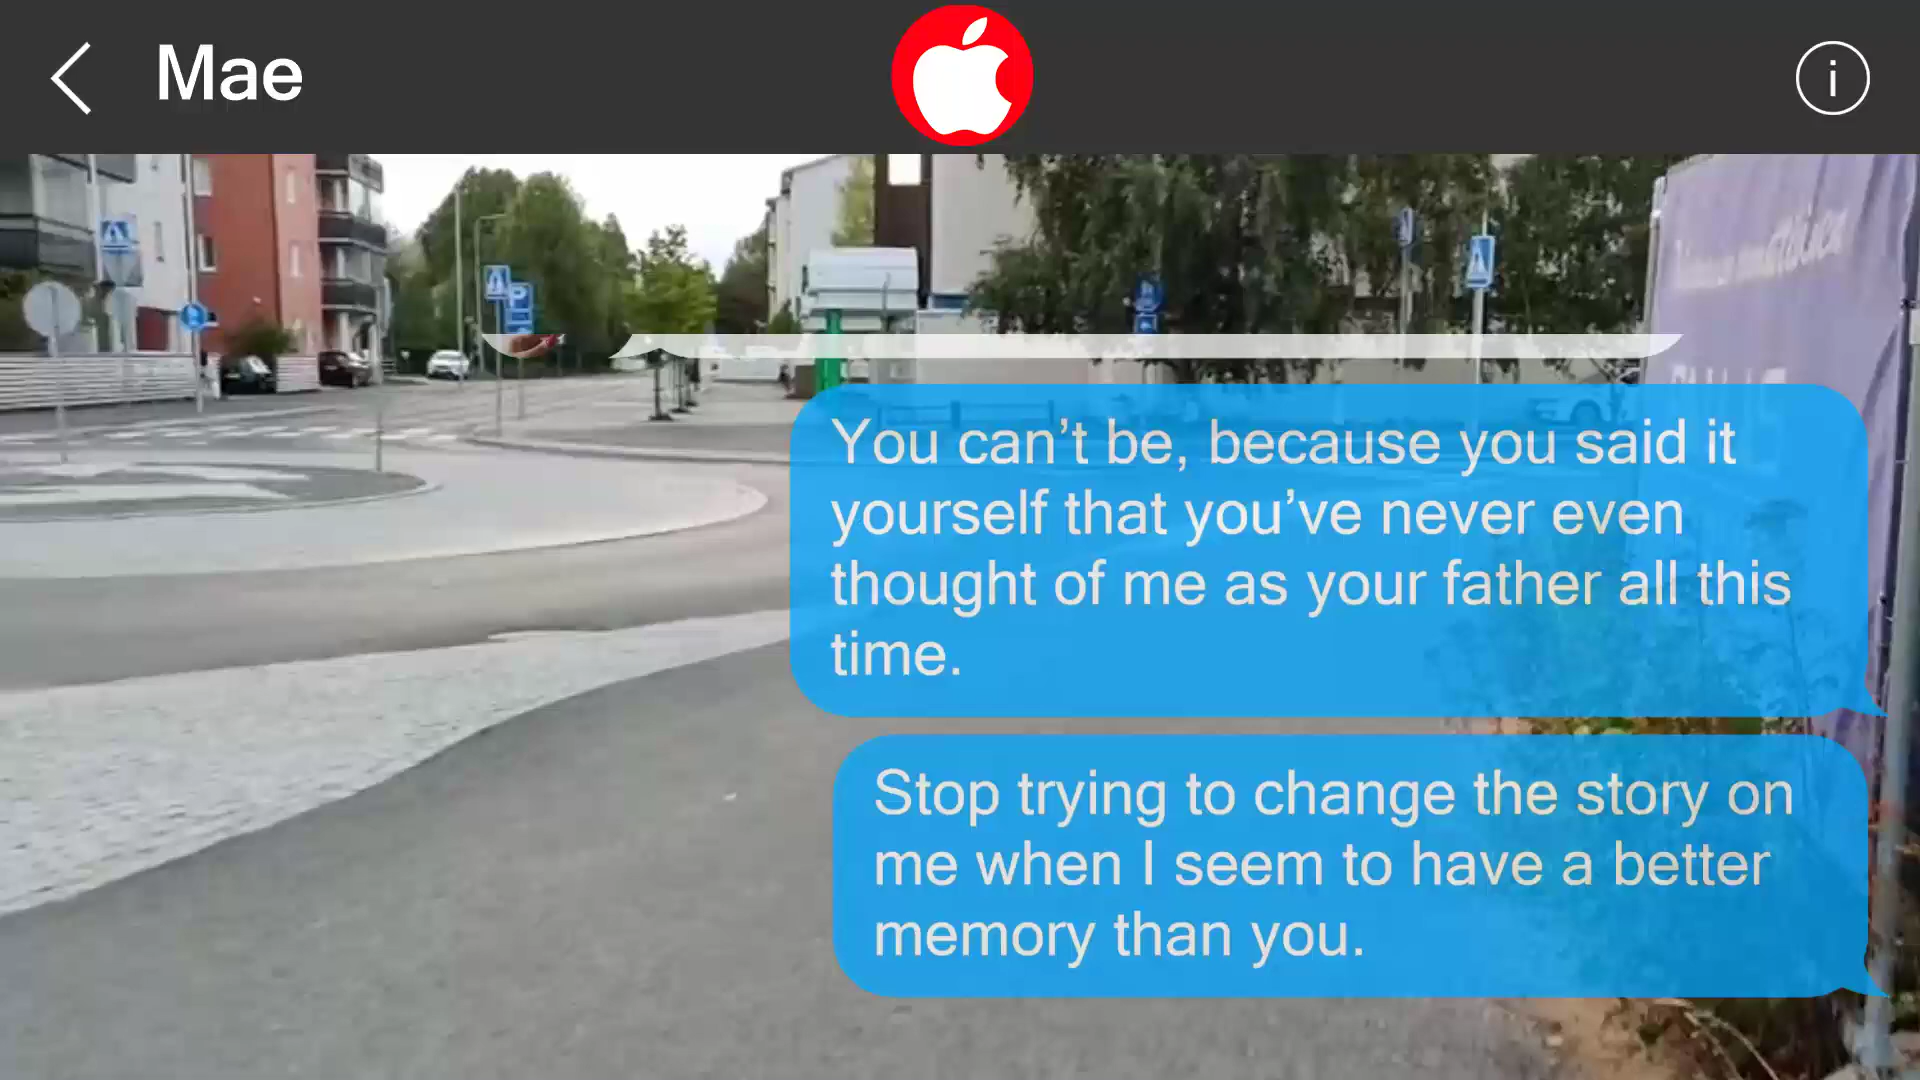 Mae
You can’t be, because you said it
yourself that you’ve never even
thought of me as your father all this
time.
Stop trying to change the story on
me when I seem to have a better
memory than you.